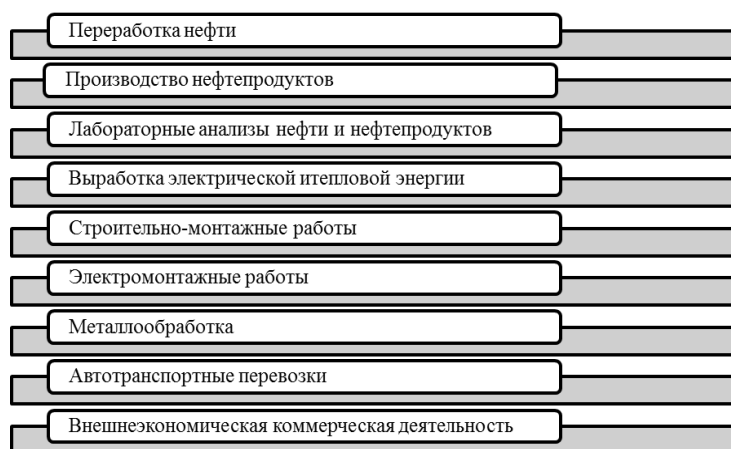 Переработка нефти
Производство нефтепродуктов
Лабораторные анализы нефти и нефтепродуктов
Выработка электрической итепловой энергии
Строительно-монтажные работы
Электромонтажные работы
Металлообработка
Автотранспортные перевозки
Внешнеэкономическая коммерческая деятельность